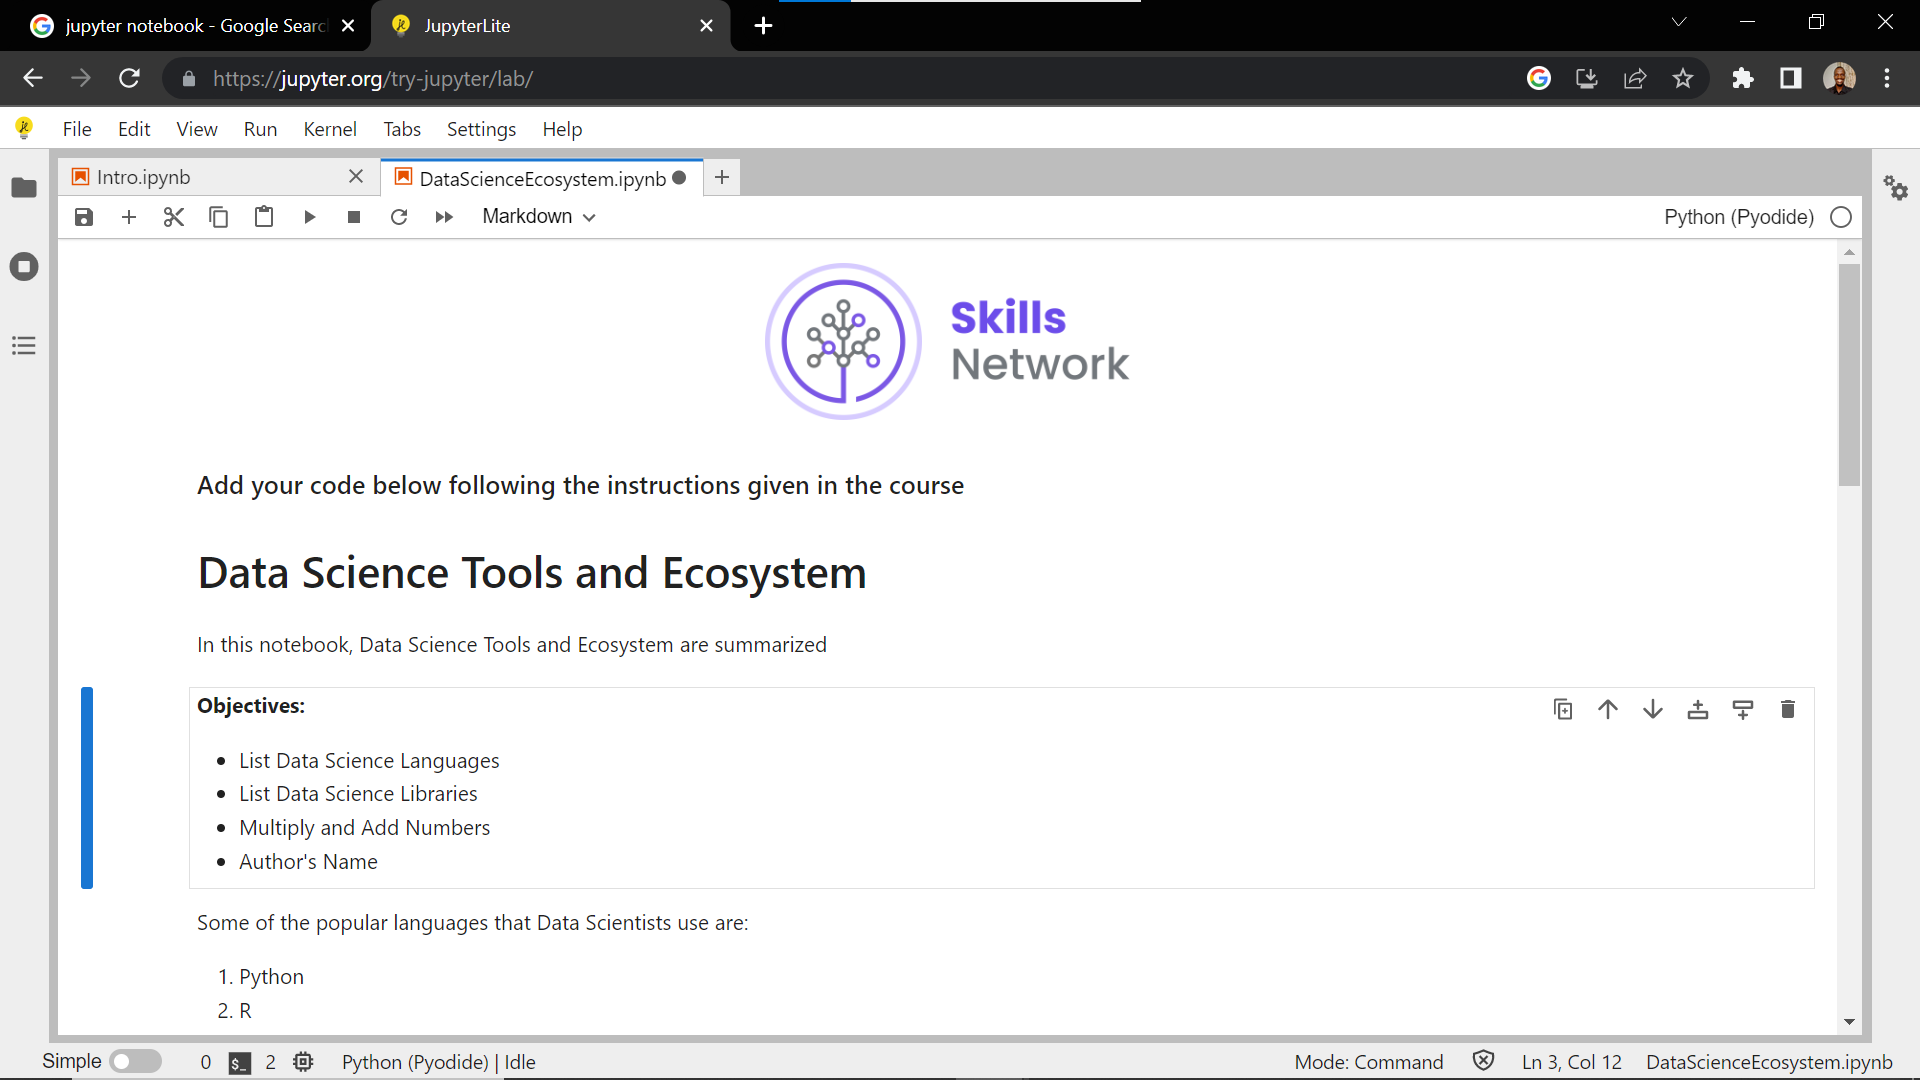 jupyter notebook - Google Searc
JupyterLite
https://jupyter.org/try-jupyter/lab/
File Edit View Run Kernel Tabs Settings Help
Intro.ipynb
DataScienceEcosystem.ipynb
Markdown
Python (Pyodide)
Skills
Network
Add your code below following the instructions given in the course
Data Science Tools and Ecosystem
In this notebook, Data Science Tools and Ecosystem are summarized
Objectives:
• List Data Science Languages
• List Data Science Libraries
• Multiply and Add Numbers
• Author's Name
Some of the popular languages that Data Scientists use are:
1. Python
2. R
Simple 0 $_ 2 Python (Pyodide) | Idle Mode: Command Ln 3, Col 12 DataScienceEcosystem.ipynb